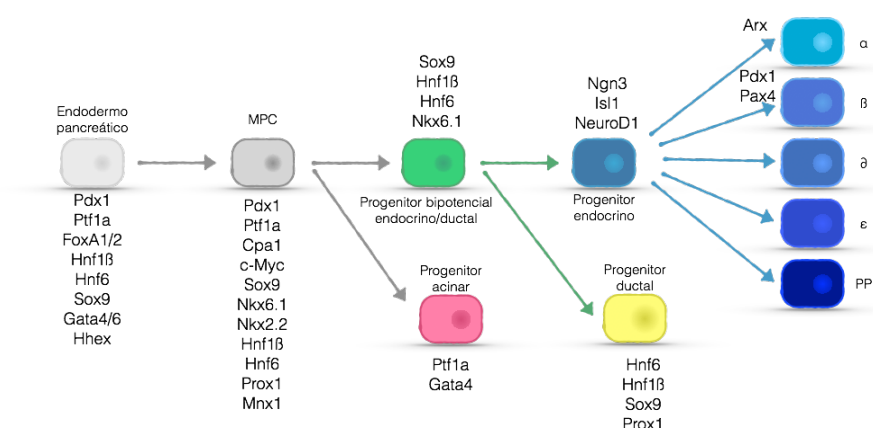 Endodermo
pancreático
Pdx1
Ptf1a
FoxA1/2
Hnf1ß
Hnf6
Sox9
Gata4/6
Hhex
MPC
Pdx1
Ptf1a
Cpa1
c-Myc
Sox9
Nkx6.1
Nkx2.2
Hnf1ß
Hnf6
Prox1
Mnx1
Sox9
Hnf1ß
Hnf6
Nkx6.1
Progenitor bipotencial
endocrino/ductal
Progenitor
acinar
Ptf1a
Gata4
Ngn3
Isl1
NeuroD1
Progenitor
endocrino
Progenitor
ductal
Hnf6
Hnf1ß
Sox9
Prox1
Arx
α
Pdx1
Pax4
ß
∂
ε
PP